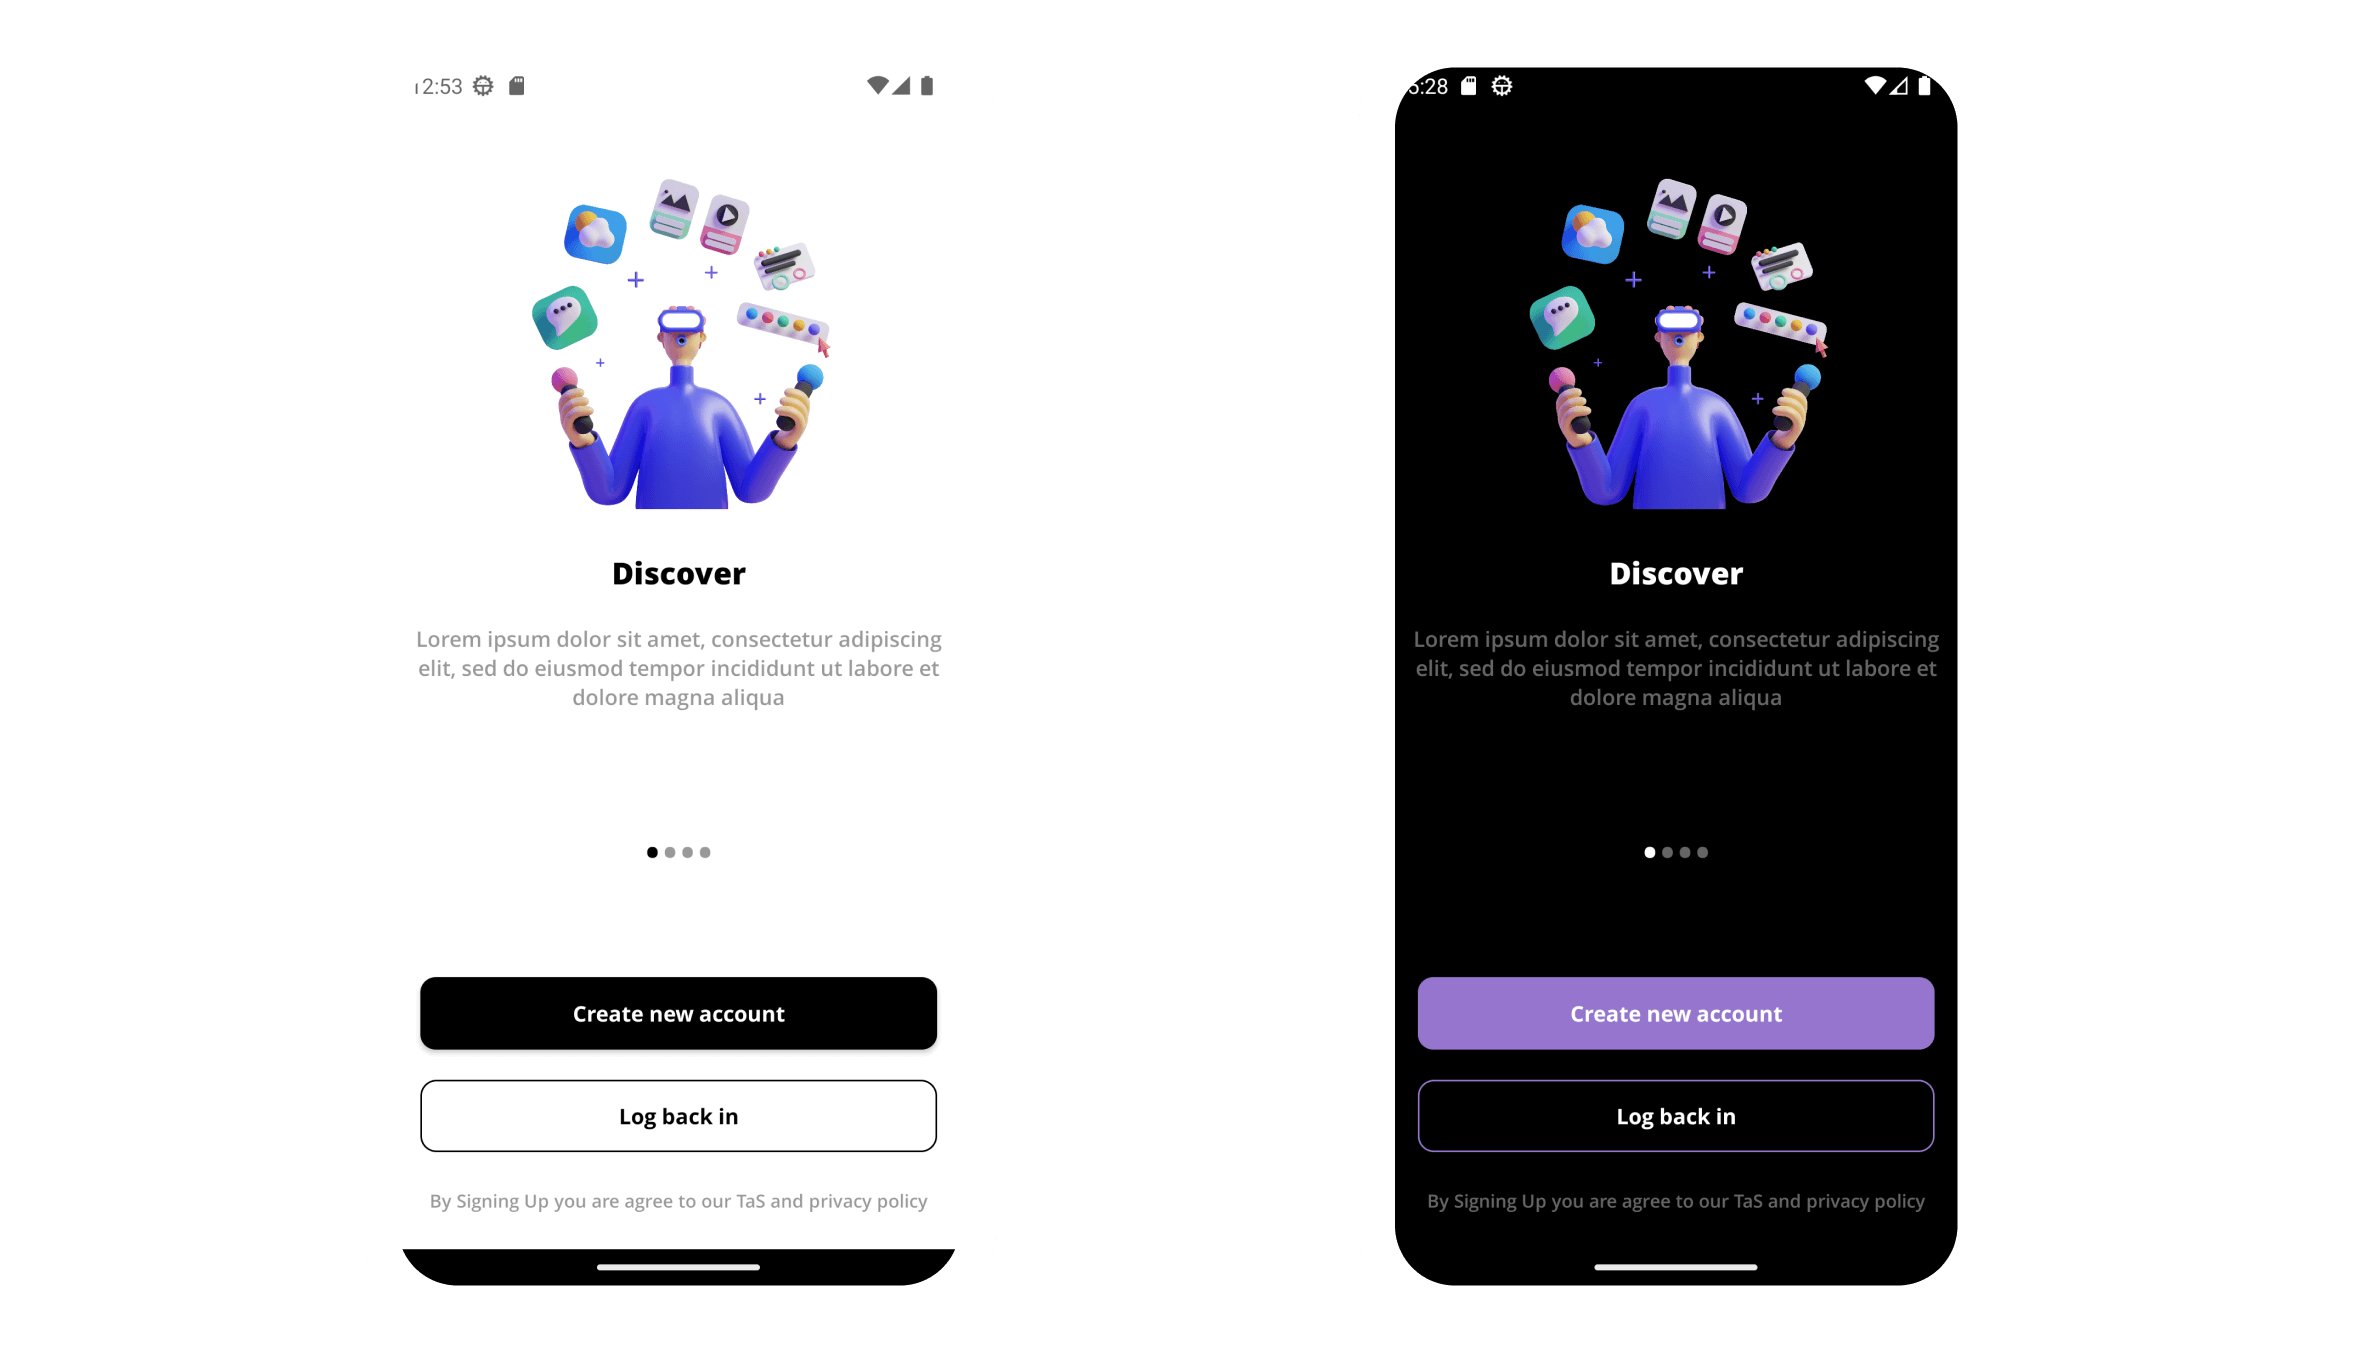 2:53
Discover
Lorem ipsum dolor sit amet, consectetur adipiscing
elit, sed do eiusmod tempor incididunt ut labore et
dolore magna aliqua
Create new account
Log back in
By Signing Up you are agree to our TaS and privacy policy
:28
Discover
Lorem ipsum dolor sit amet, consectetur adipiscing
elit, sed do eiusmod tempor incididunt ut labore et
dolore magna aliqua
Create new account
Log back in
By Signing Up you are agree to our TaS and privacy policy